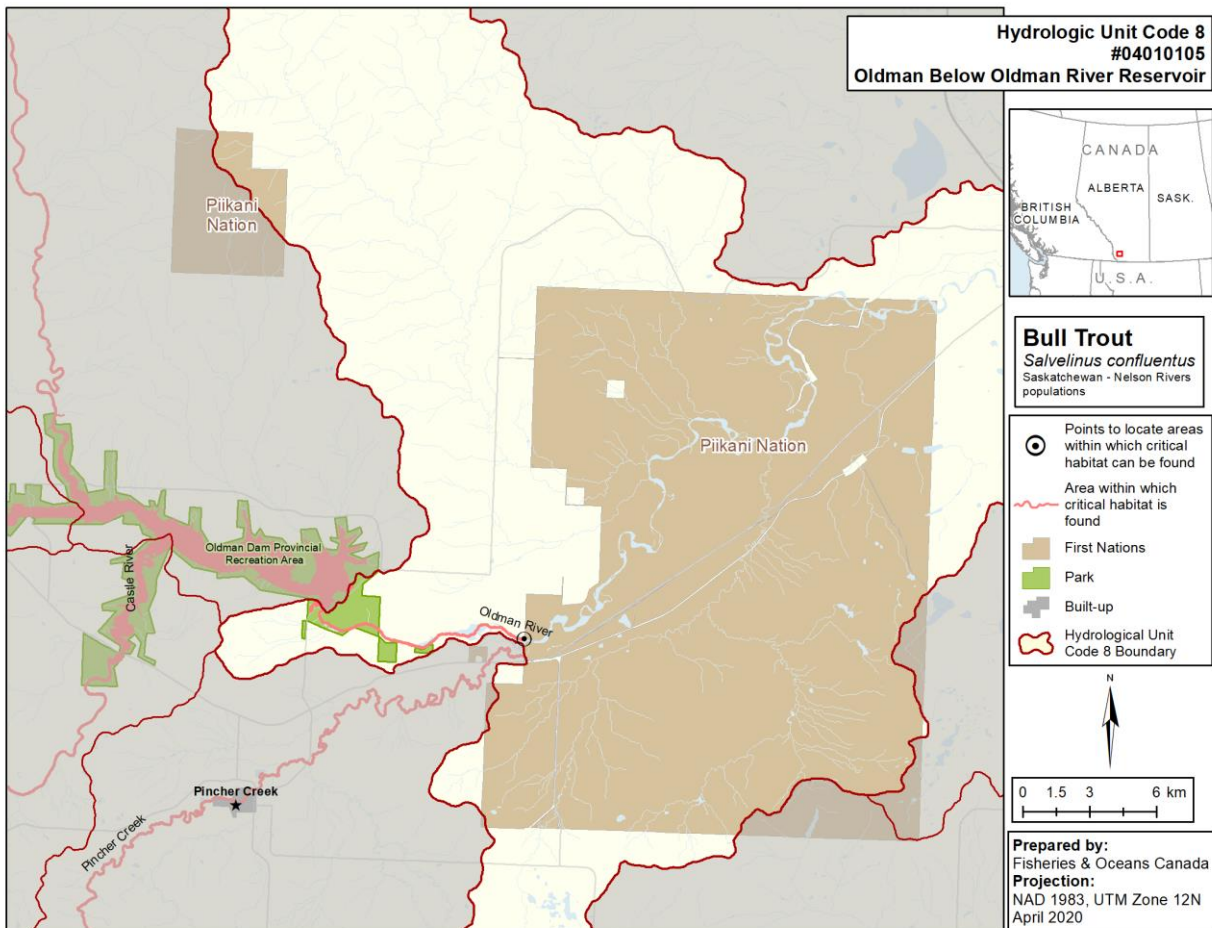 Hydrologic Unit Code 8
#04010105
Oldman Below Oldman River Reservoir
CANADA
ALBERTA
SASK.
BRITISH
COLUMBIA
U.S.A.
Bull Trout
Salvelinus confluentus
Saskatchewan - Nelson Rivers
populations
Points to locate areas
within which critical
habitat can be found
Area within which
critical habitat is
found
First Nations
Park
Built-up
Hydrological Unit
Code 8 Boundary
N
0 1.5 3 6 km
Prepared by:
Fisheries & Oceans Canada
Projection:
NAD 1983, UTM Zone 12N
April 2020
Piikani
Nation
Piikani Nation
Oldman Dam Provincial
Recreation Area
Castle River
Oldman River
Pincher Creek
Pincher Creek